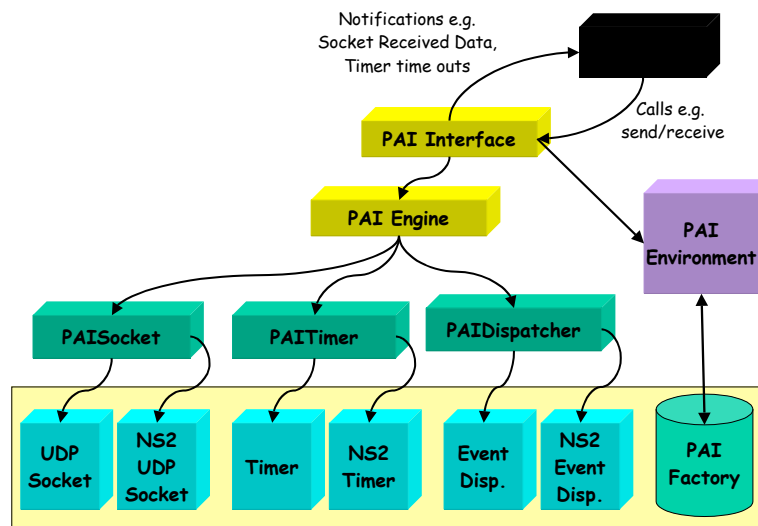 Notifications e.g.
Socket Received Data,
Timer time outs
Calls e.g.
send/receive
PAI Interface
PAI Engine
PAI
Environment
PAISocket
PAITimer
PAIDispatcher
UDP
Socket
NS2
UDP
Socket
Timer
NS2
Timer
Event
Disp.
NS2
Event
Disp.
PAI
Factory